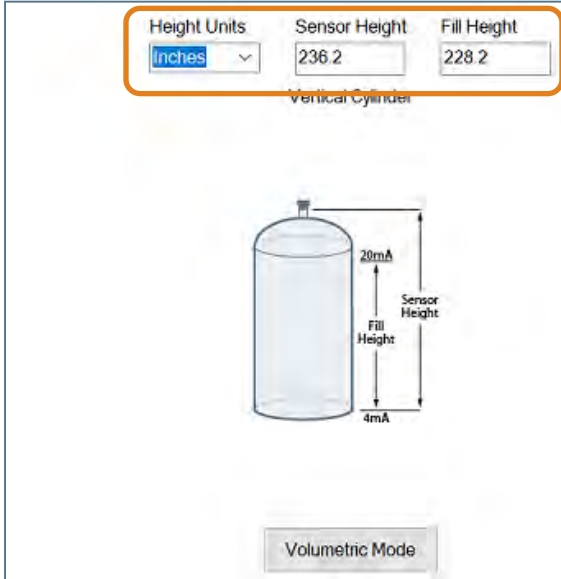 Height Units Sensor Height Fill Height
Inches 236.2 228.2
Vertical Cylinder
20mA
Sensor
Height
Fill
Height
4mA
Volumetric Mode